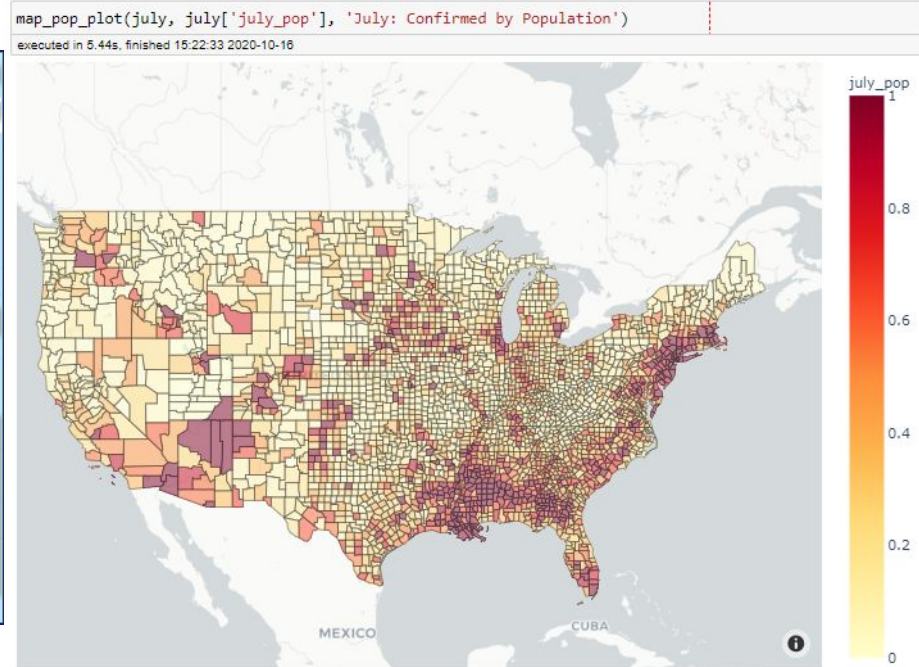 map_pop_plot(july, july['july_pop'], 'July: Confirmed by Population')
executed in 5.44s, finished 15:22:33 2020-10-16
july_pop
1
0.8
0.6
0.4
0.2
0
MEXICO
CUBA
i